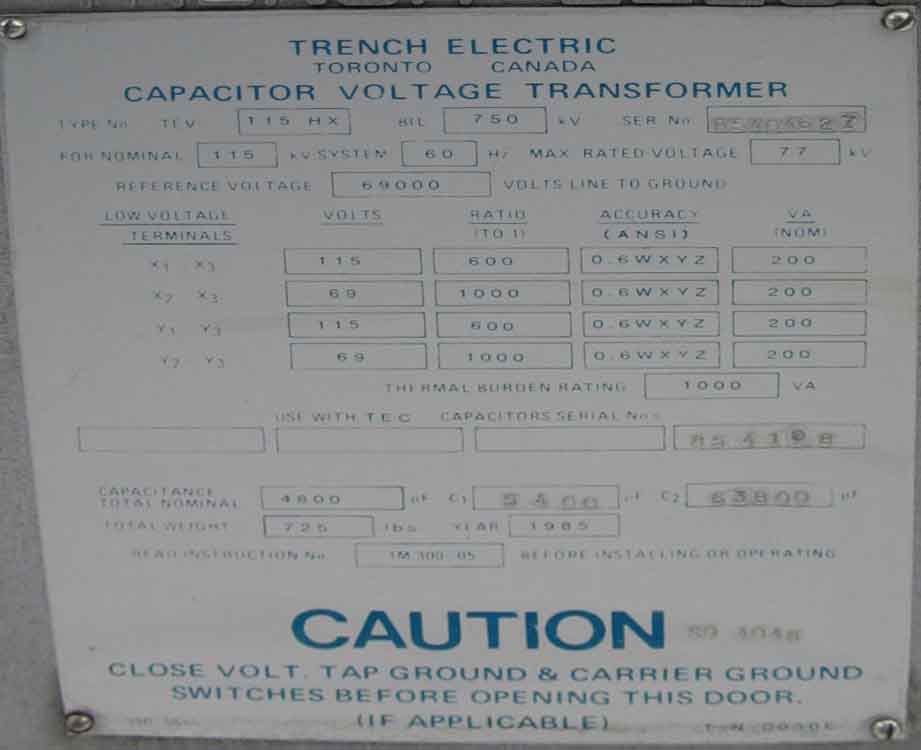 TRENCH ELECTRIC
TORONTO CANADA
CAPACITOR VOLTAGE TRANSFORMER
TYPE No TEV 115 HX BIL 750 kV SER No
FOR NOMINAL 115 kV SYSTEM 60 Hz MAX RATED VOLTAGE 77 kV
REFERENCE VOLTAGE 69000 VOLTS LINE TO GROUND
LOW VOLTAGE VOLTS RATIO ACCURACY VA
TERMINALS (TO 1) (ANSI) (NOM)
X1 X3 115 600 0.6WXYZ 200
X2 X3 69 1000 0.6WXYZ 200
Y1 Y3 115 600 0.6WXYZ 200
Y2 Y3 69 1000 0.6WXYZ 200
THERMAL BURDEN RATING 1000 VA
USE WITH T E C CAPACITORS SERIAL Nos
CAPACITANCE
TOTAL NOMINAL 4800 pF C1 5400 pF C2 63800 pF
TOTAL WEIGHT 725 lbs YEAR 1985
READ INSTRUCTION No 1M 300-05 BEFORE INSTALLING OR OPERATING
CAUTION
CLOSE VOLT. TAP GROUND & CARRIER GROUND
SWITCHES BEFORE OPENING THIS DOOR.
(IF APPLICABLE)